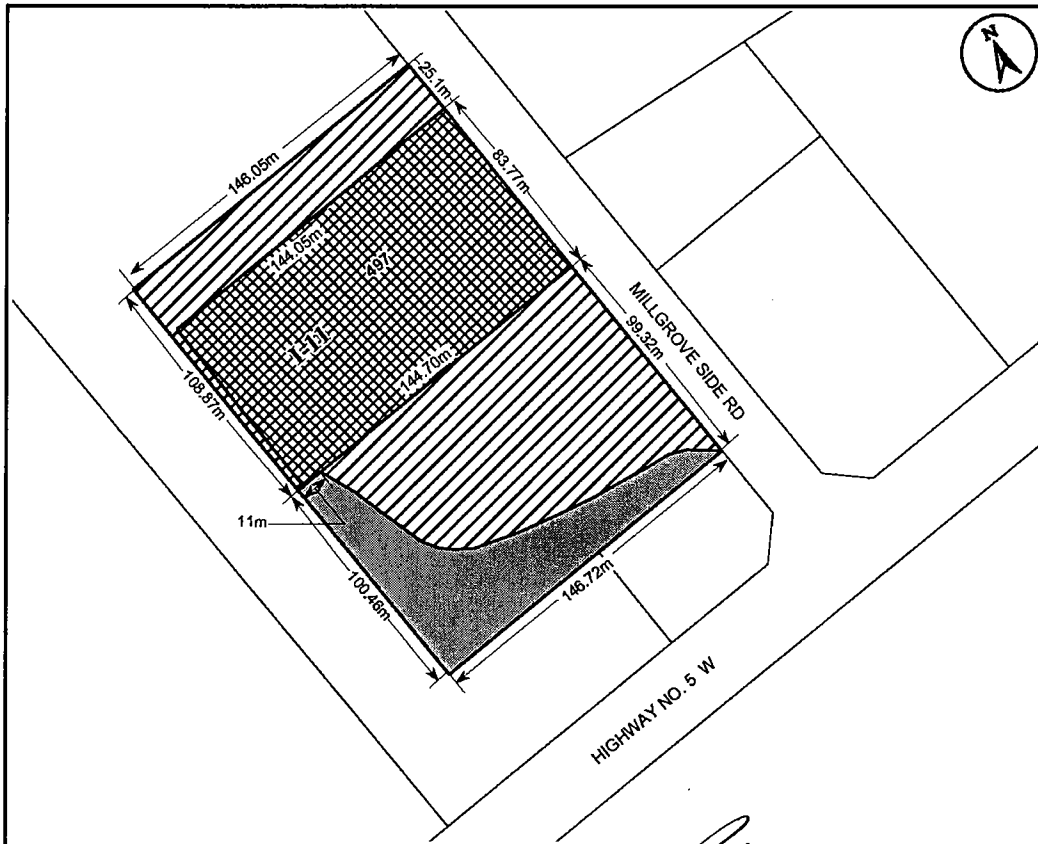 N
25.1m
146.05m
83.77m
144.05m
497
I-11
MILLGROVE SIDE RD
99.32m
144.70m
108.87m
11m
100.46m
146.72m
HIGHWAY NO. 5 W